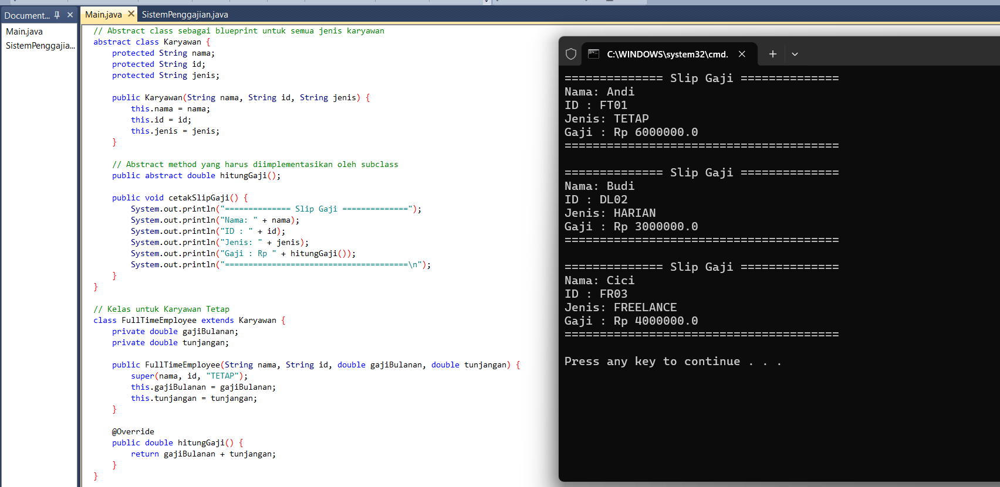 Document...
Main.java
SistemPenggajia...
Main.java SistemPenggajian.java
// Abstract class sebagai blueprint untuk semua jenis karyawan
abstract class Karyawan {
    protected String nama;
    protected String id;
    protected String jenis;

    public Karyawan(String nama, String id, String jenis) {
        this.nama = nama;
        this.id = id;
        this.jenis = jenis;
    }

    // Abstract method yang harus diimplementasikan oleh subclass
    public abstract double hitungGaji();

    public void cetakSlipGaji() {
        System.out.println("============== Slip Gaji ==============");
        System.out.println("Nama: " + nama);
        System.out.println("ID : " + id);
        System.out.println("Jenis: " + jenis);
        System.out.println("Gaji : Rp " + hitungGaji());
        System.out.println("=======================================\n");
    }
}

// Kelas untuk Karyawan Tetap
class FullTimeEmployee extends Karyawan {
    private double gajiBulanan;
    private double tunjangan;

    public FullTimeEmployee(String nama, String id, double gajiBulanan, double tunjangan) {
        super(nama, id, "TETAP");
        this.gajiBulanan = gajiBulanan;
        this.tunjangan = tunjangan;
    }

    @Override
    public double hitungGaji() {
        return gajiBulanan + tunjangan;
    }
}
C:\WINDOWS\system32\cmd.
============== Slip Gaji ==============
Nama: Andi
ID : FT01
Jenis: TETAP
Gaji : Rp 6000000.0
=======================================

============== Slip Gaji ==============
Nama: Budi
ID : DL02
Jenis: HARIAN
Gaji : Rp 3000000.0
=======================================

============== Slip Gaji ==============
Nama: Cici
ID : FR03
Jenis: FREELANCE
Gaji : Rp 4000000.0
=======================================

Press any key to continue . . .